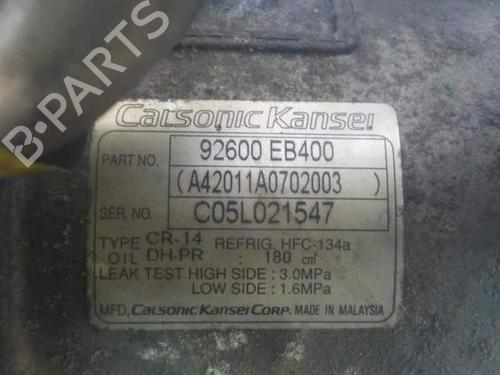 CALSONIC KANSEI
PART NO. 92600 EB400
(A42011A0702003 )
SER. NO. C05L021547
TYPE CR-14 REFRIG. HFC-134a
OIL DH-PR : 180 cm³
LEAK TEST HIGH SIDE : 3.0MPa
LOW SIDE : 1.6MPa
MFD. CALSONIC KANSEI CORP. MADE IN MALAYSIA